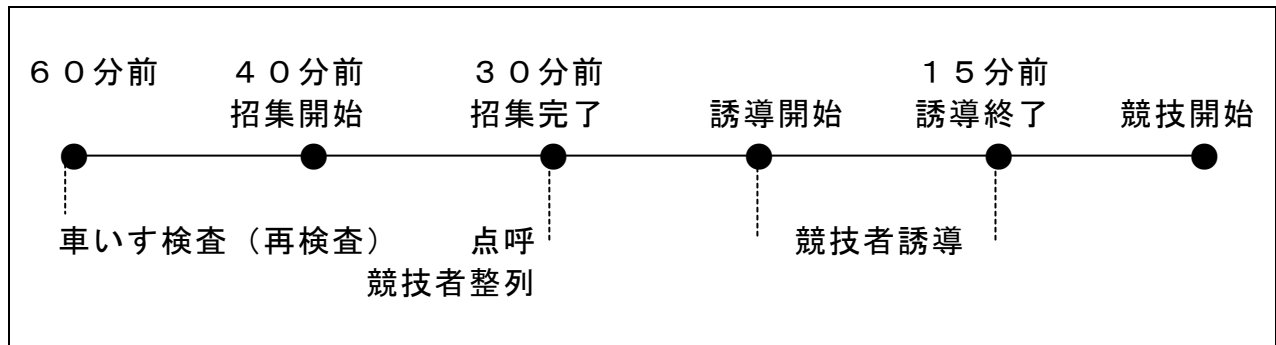 ６０分前 ４０分前 ３０分前 １５分前
招集開始 招集完了 誘導開始 誘導終了 競技開始
車いす検査（再検査） 点呼 競技者誘導
競技者整列